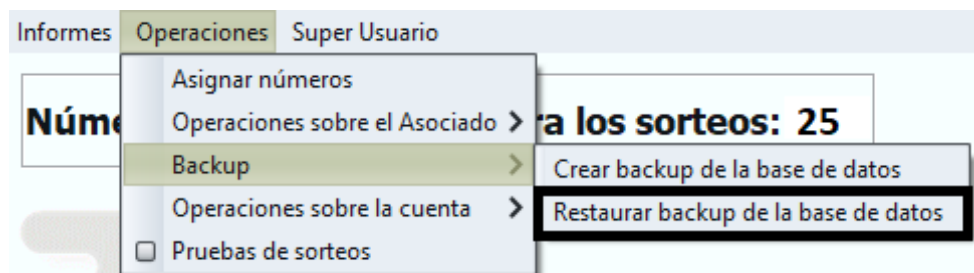 Informes Operaciones Super Usuario
Asignar números
Operaciones sobre el Asociado
los sorteos: 25
Backup
Crear backup de la base de datos
Operaciones sobre la cuenta
Restaurar backup de la base de datos
Pruebas de sorteos